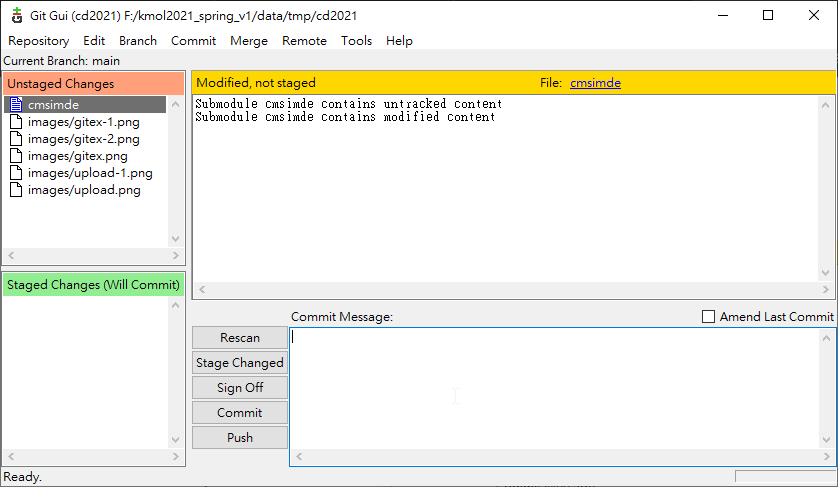 Git Gui (cd2021) F:/kmol2021_spring_v1/data/tmp/cd2021
Repository Edit Branch Commit Merge Remote Tools Help
Current Branch: main
Unstaged Changes
cmsimde
images/gitex-1.png
images/gitex-2.png
images/gitex.png
images/upload-1.png
images/upload.png
Staged Changes (Will Commit)
Modified, not staged File: cmsimde
Submodule cmsimde contains untracked content
Submodule cmsimde contains modified content
Commit Message: Amend Last Commit
Rescan
Stage Changed
Sign Off
Commit
Push
Ready.